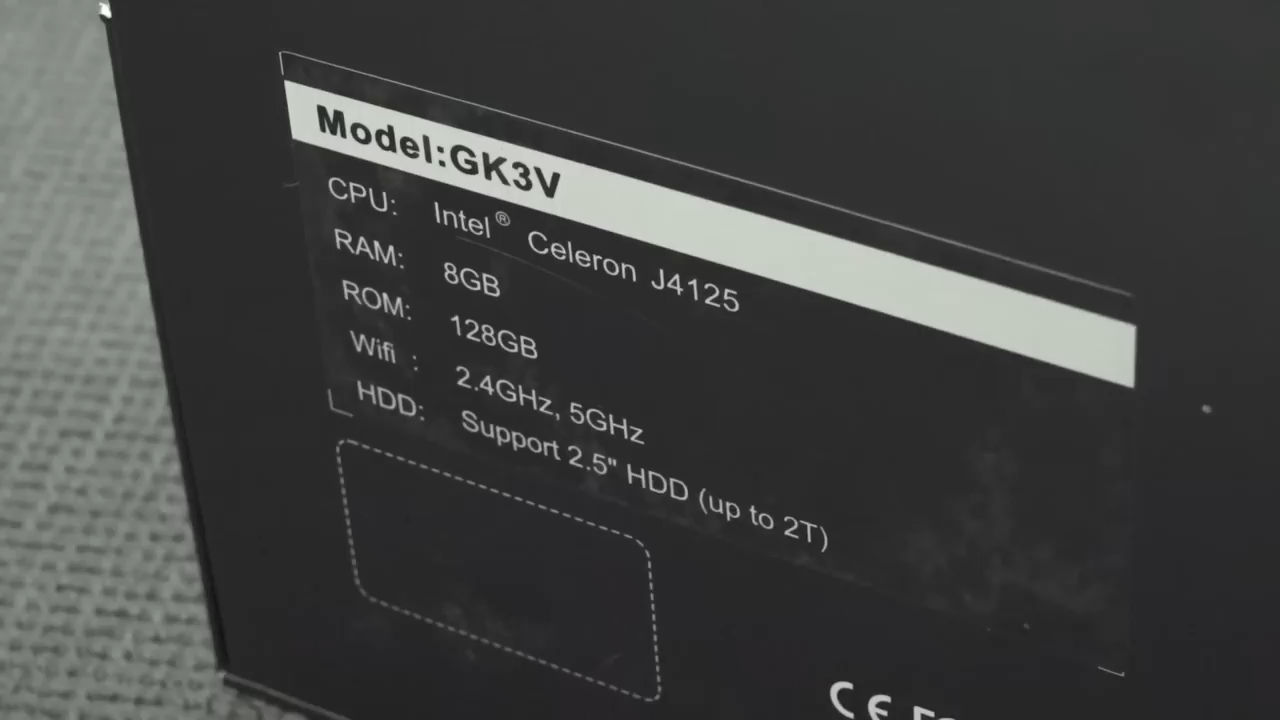 Model:GK3V
CPU: Intel® Celeron J4125
RAM: 8GB
ROM: 128GB
Wifi : 2.4GHz, 5GHz
HDD: Support 2.5" HDD (up to 2T)
CE